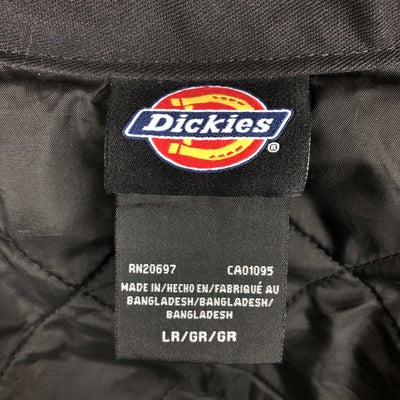 Dickies
®
RN20697 CA01095
MADE IN/HECHO EN/FABRIQUÉ AU
BANGLADESH/BANGLADESH/
BANGLADESH
LR/GR/GR